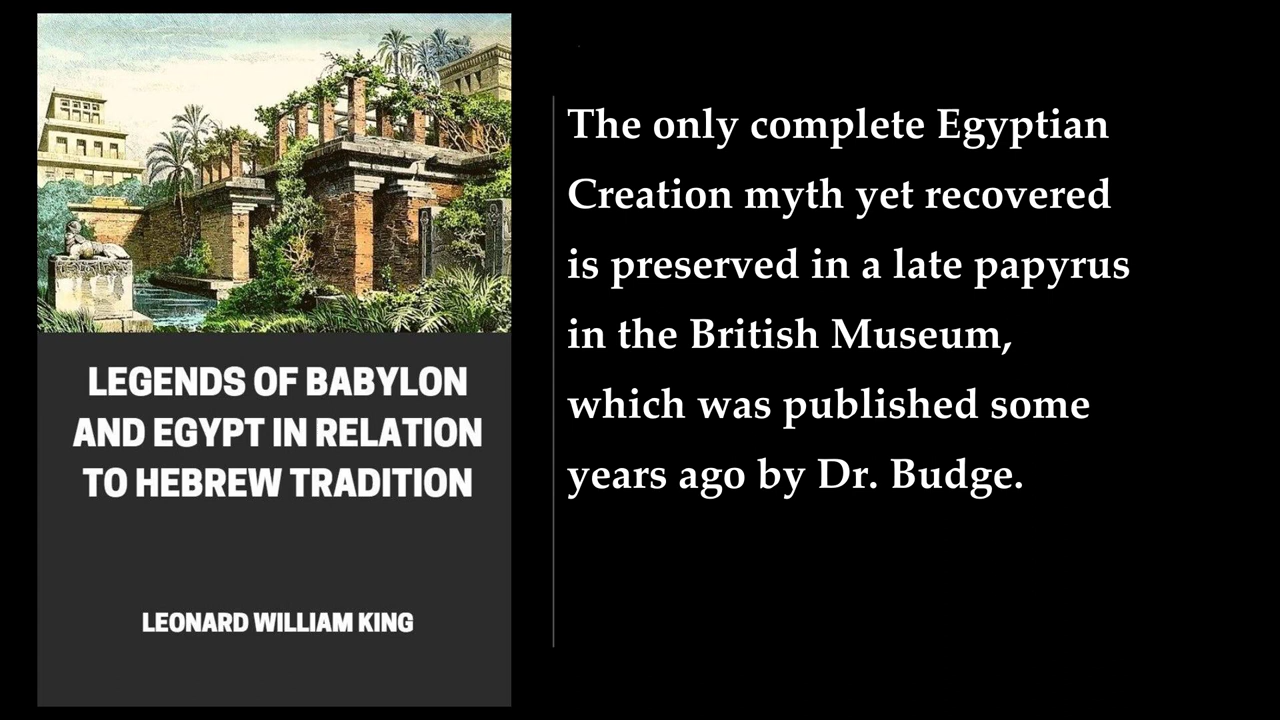 LEGENDS OF BABYLON
AND EGYPT IN RELATION
TO HEBREW TRADITION
LEONARD WILLIAM KING
The only complete Egyptian
Creation myth yet recovered
is preserved in a late papyrus
in the British Museum,
which was published some
years ago by Dr. Budge.